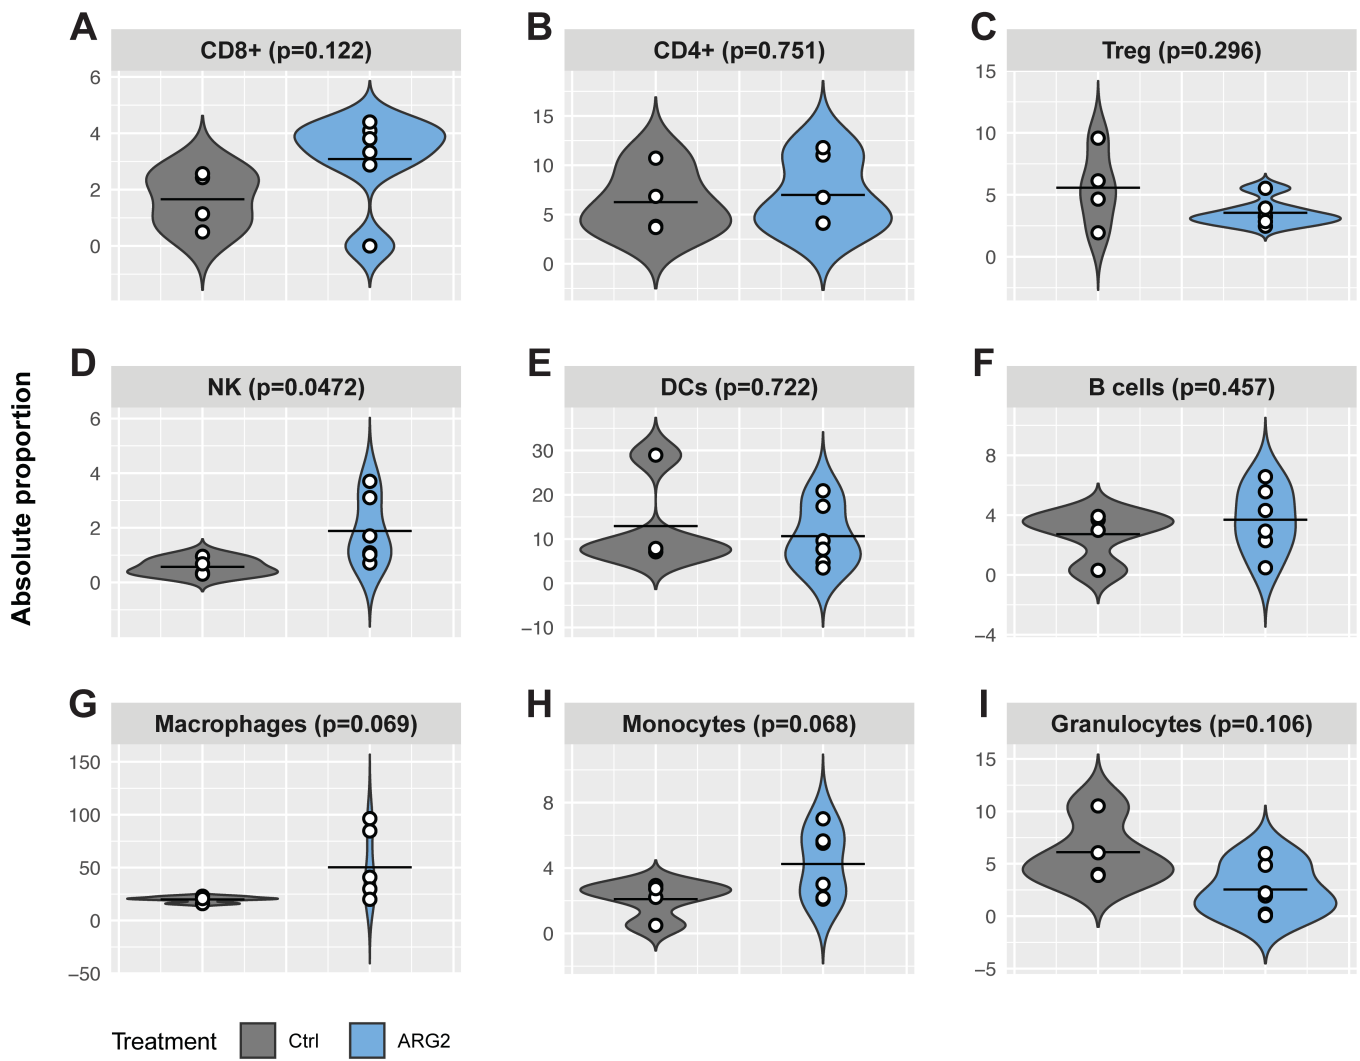 A
CD8+ (p=0.122)
6
4
2
0
B
CD4+ (p=0.751)
15
10
5
0
C
Treg (p=0.296)
15
10
5
0
Absolute proportion
D
NK (p=0.0472)
6
4
2
0
E
DCs (p=0.722)
30
20
10
0
−10
F
B cells (p=0.457)
8
4
0
−4
G
Macrophages (p=0.069)
150
100
50
0
−50
H
Monocytes (p=0.068)
8
4
0
I
Granulocytes (p=0.106)
15
10
5
0
−5
Treatment Ctrl ARG2